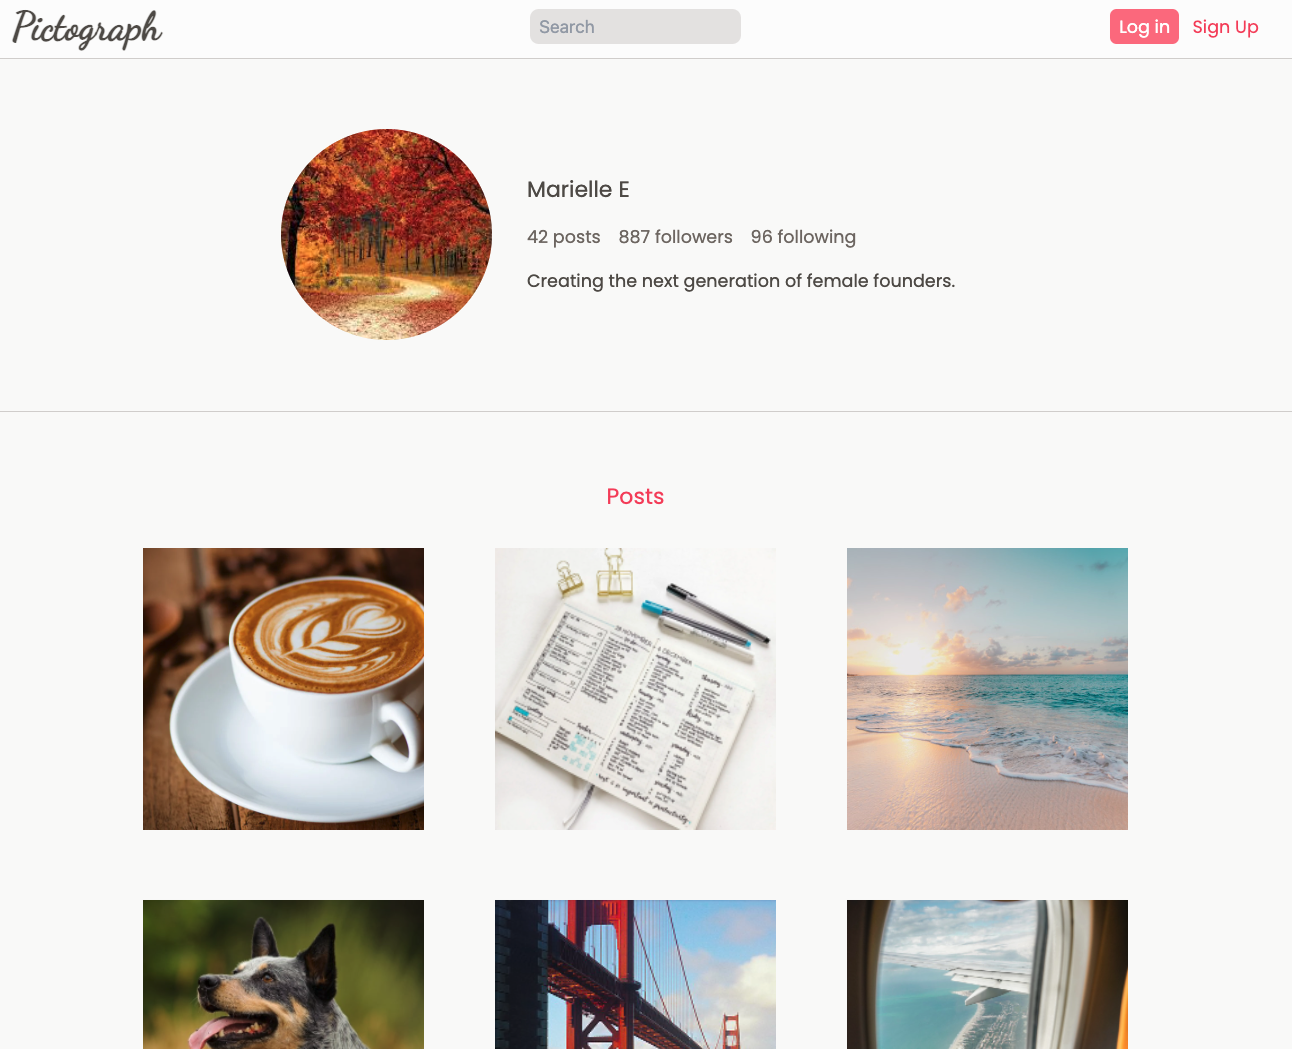 Pictograph
Search
Log in
Sign Up
Marielle E
42 posts 887 followers 96 following
Creating the next generation of female founders.
Posts